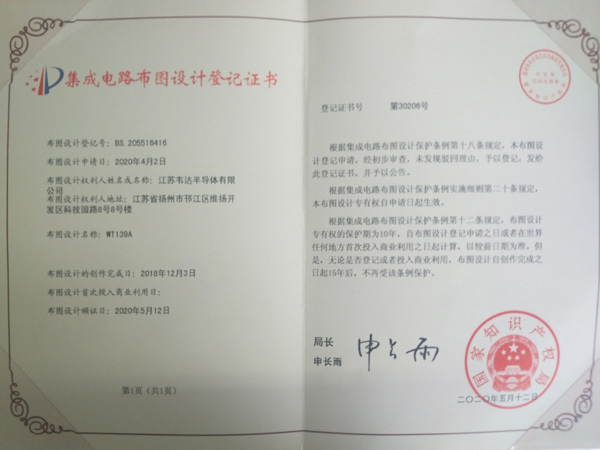 集成电路布图设计登记证书
布图设计登记号：BS.205516416
布图设计申请日：2020年4月2日
布图设计权利人姓名或名称：江苏韦达半导体有限
公司
布图设计权利人地址：江苏省扬州市邗江区维扬开
发区科技园路6号6号楼
布图设计名称：WT139A
布图设计的创作完成日：2018年12月3日
布图设计首次投入商业利用日：
布图设计颁证日：2020年5月12日
第1页（共1页）
登记证书号 第30206号
根据集成电路布图设计保护条例第十八条规定，本布图设
计登记申请，经初步审查，未发现驳回理由，予以登记，发给
此登记证书，并予以公告。
根据集成电路布图设计保护条例实施细则第二十条规定，
本布图设计专有权自申请日起生效。
根据集成电路布图设计保护条例第十二条规定，布图设计
专有权的保护期为10年，自布图设计登记申请之日或者在世界
任何地方首次投入商业利用之日起计算，以较前日期为准。但
是，无论是否登记或者投入商业利用，布图设计自创作完成之
日起15年后，不再受该条例保护。
局长
申长雨
申长雨
国家知识产权局
二〇二〇年五月十二日